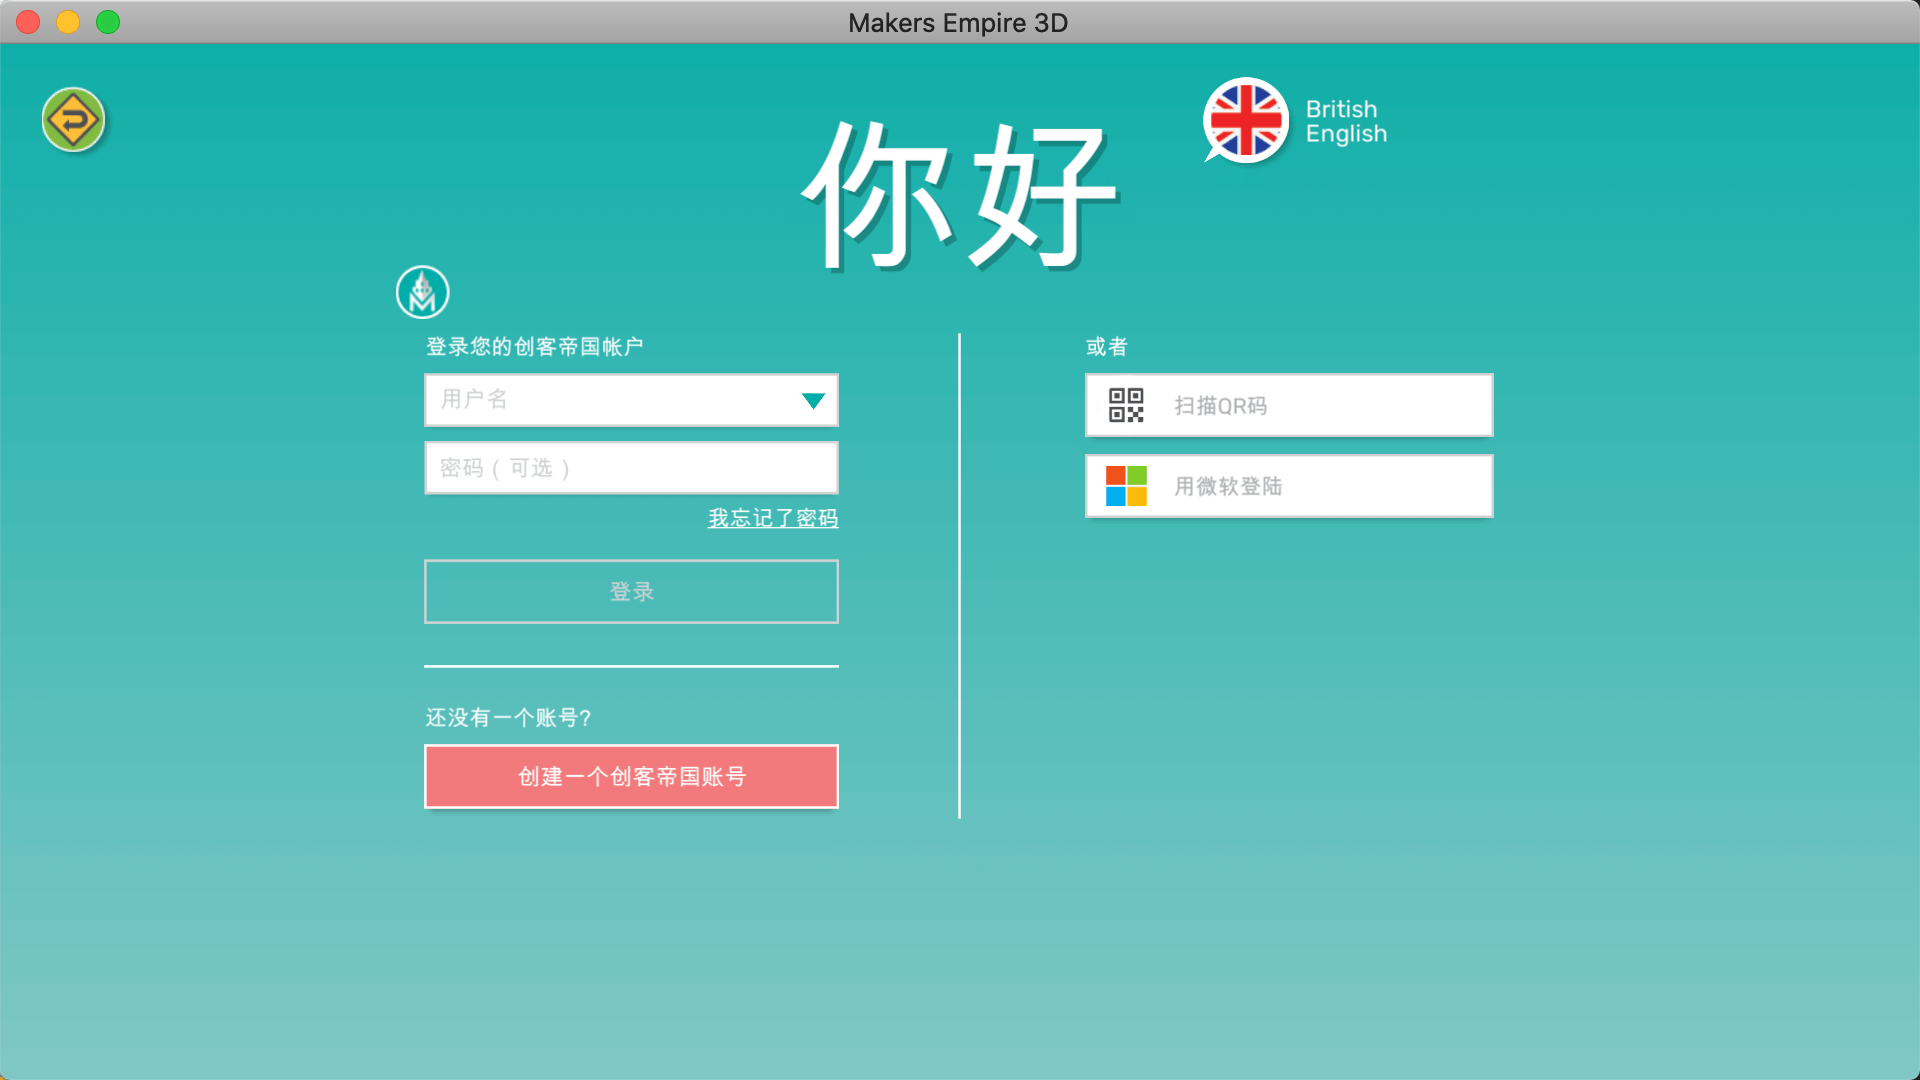 Makers Empire 3D
British
English
你好
登录您的创客帝国帐户
用户名
密码 ( 可选 )
我忘记了密码
登录
还没有一个账号?
创建一个创客帝国账号
或者
扫描QR码
用微软登陆